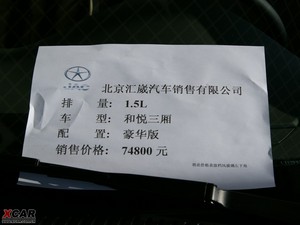 北京汇崴汽车销售有限公司
排 量: 1.5L
车 型: 和悦三厢
配 置: 豪华版
销售价格: 74800 元
XCAR